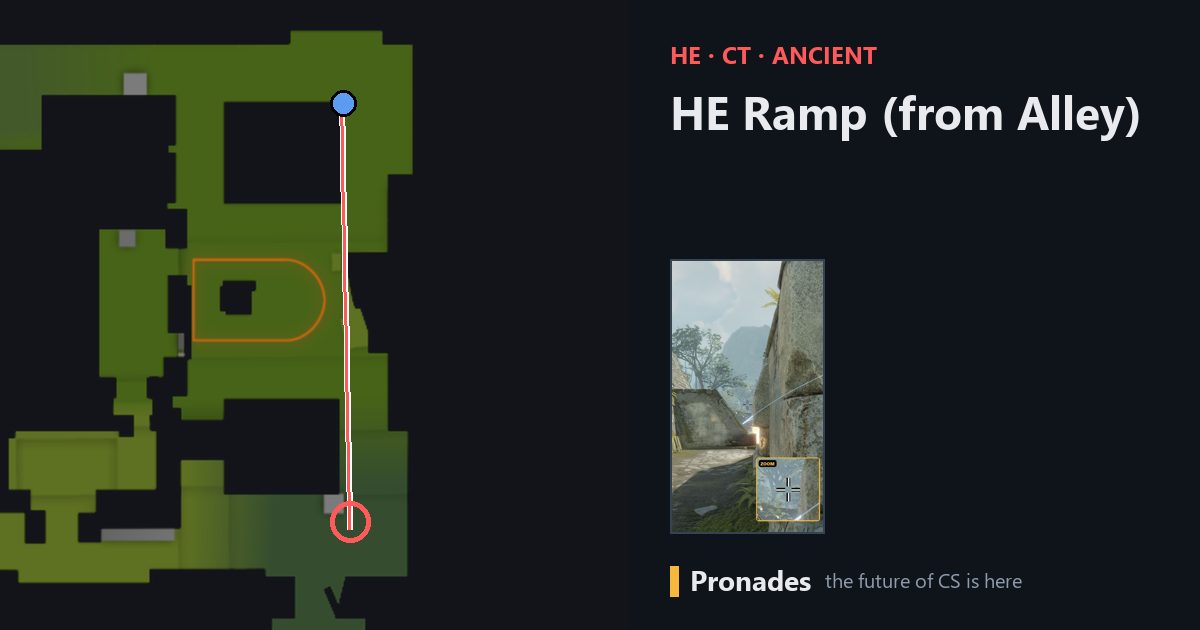 HE · CT · ANCIENT
HE Ramp (from Alley)
ZOOM
Pronades the future of CS is here